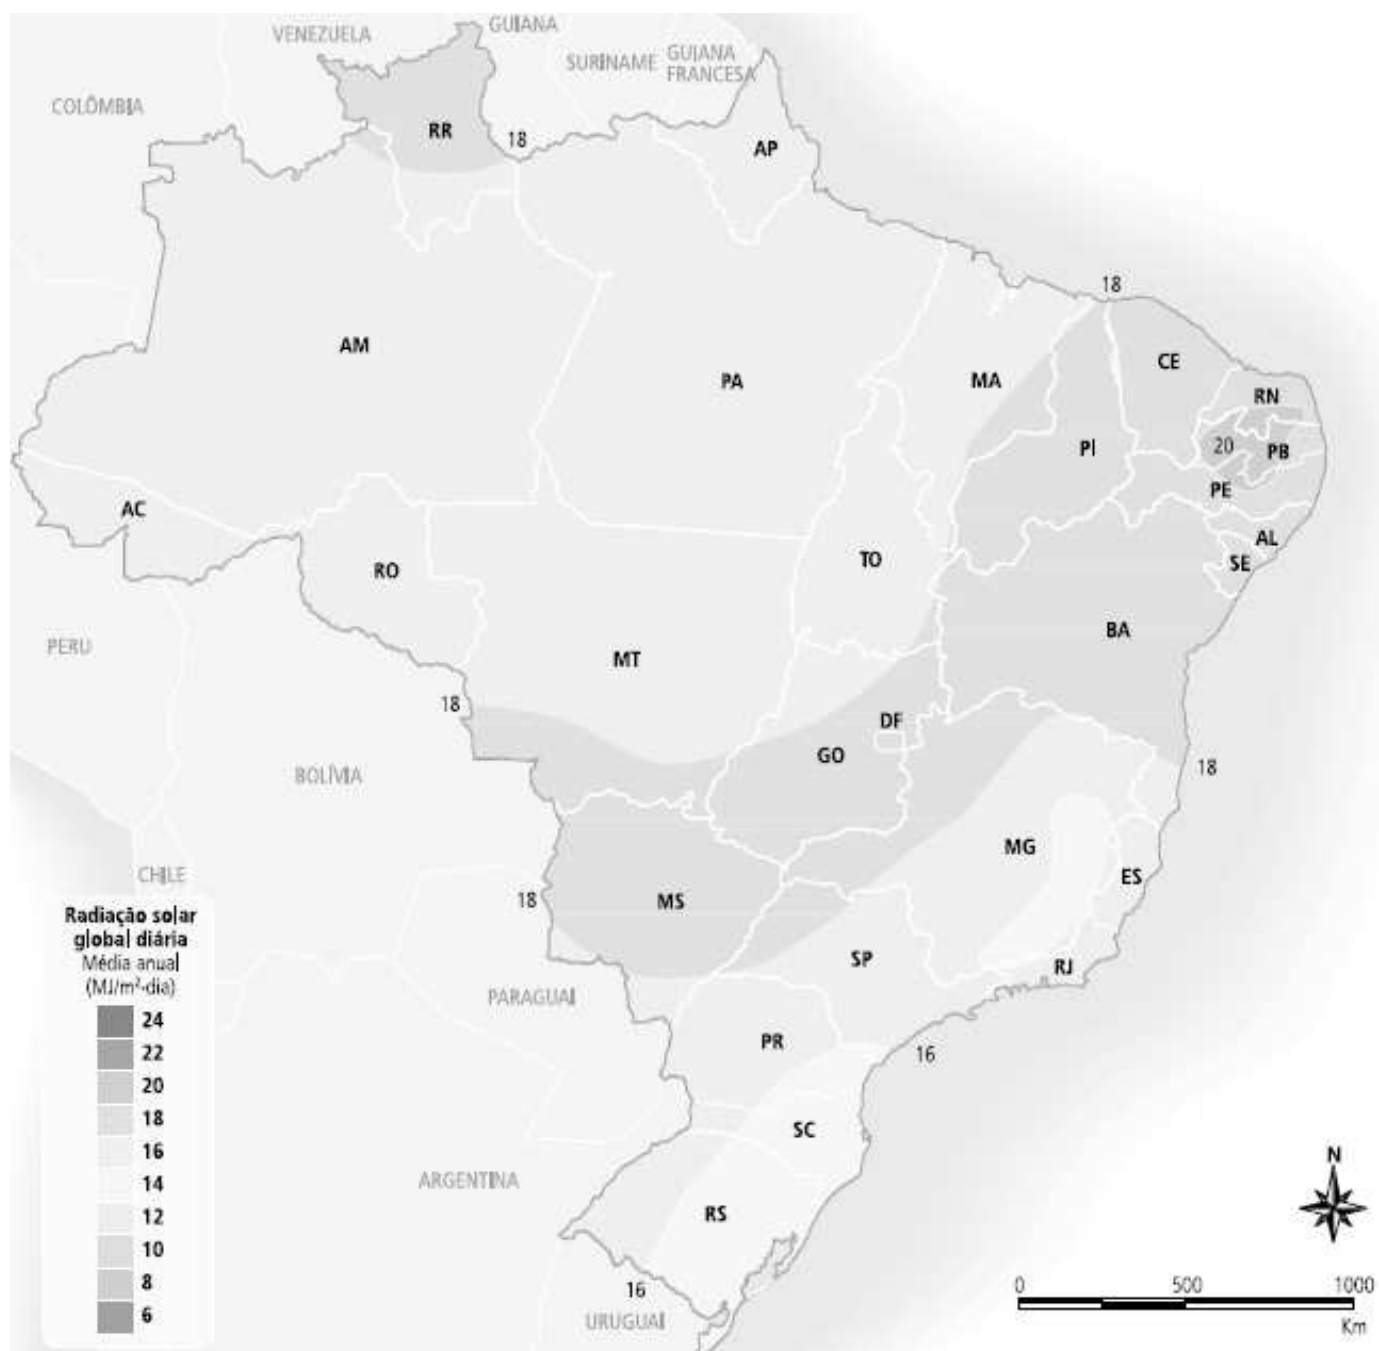 VENEZUELA
GUIANA
SURINAME
GUIANA
FRANCESA
COLÔMBIA
RR
18
AP
18
AM
PA
MA
CE
RN
PI
20
PB
PE
AC
AL
SE
RO
TO
BA
PERU
MT
18
DF
GO
18
BOLÍVIA
MG
CHILE
ES
18
MS
SP
RJ
PARAGUAI
PR
16
SC
ARGENTINA
RS
16
URUGUAI
Radiação solar
global diária
Média anual
(MJ/m²-dia)
24
22
20
18
16
14
12
10
8
6
N
0 500 1000
Km